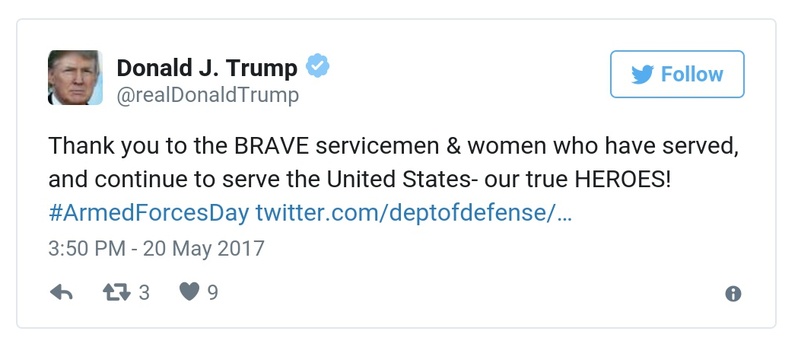 Donald J. Trump
@realDonaldTrump
Follow
Thank you to the BRAVE servicemen & women who have served,
and continue to serve the United States- our true HEROES!
#ArmedForcesDay twitter.com/deptofdefense/…
3:50 PM - 20 May 2017
3 9